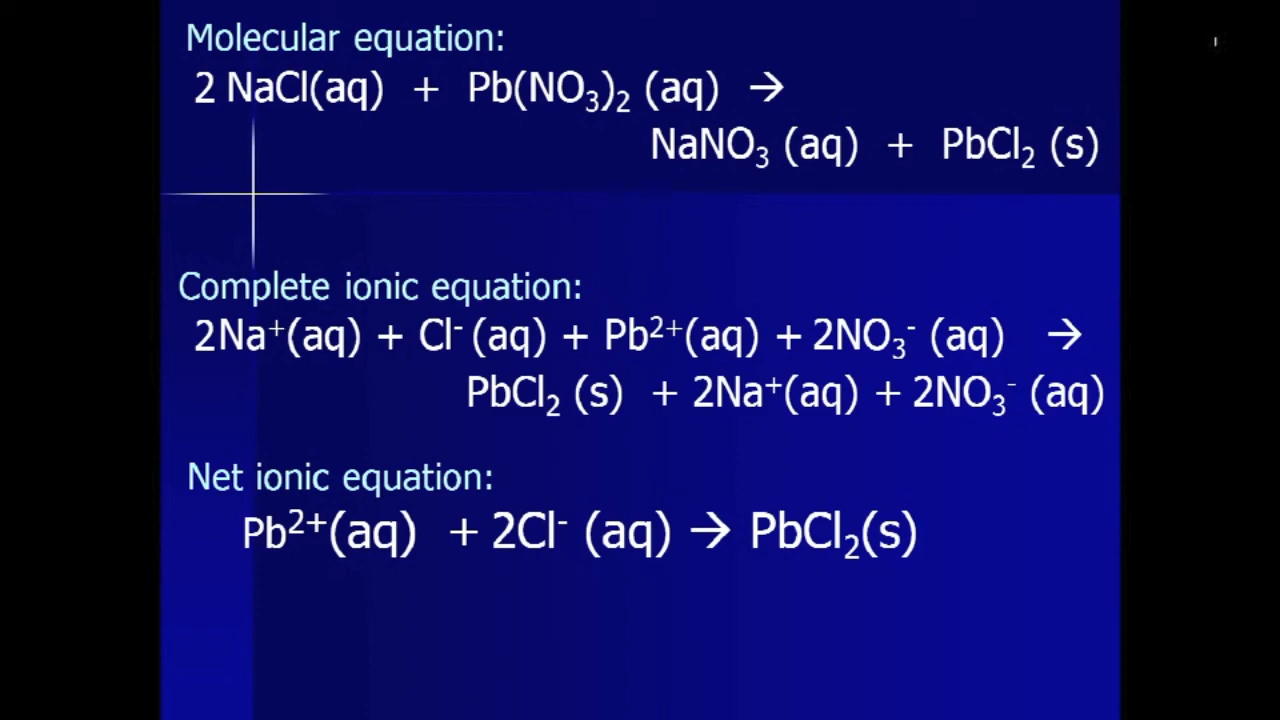 Molecular equation:
2 NaCl(aq) + Pb(NO₃)₂ (aq) →
NaNO₃ (aq) + PbCl₂ (s)
Complete ionic equation:
2Na⁺(aq) + Cl⁻ (aq) + Pb²⁺(aq) + 2NO₃⁻ (aq) →
PbCl₂ (s) + 2Na⁺(aq) + 2NO₃⁻ (aq)
Net ionic equation:
Pb²⁺(aq) + 2Cl⁻ (aq) → PbCl₂(s)